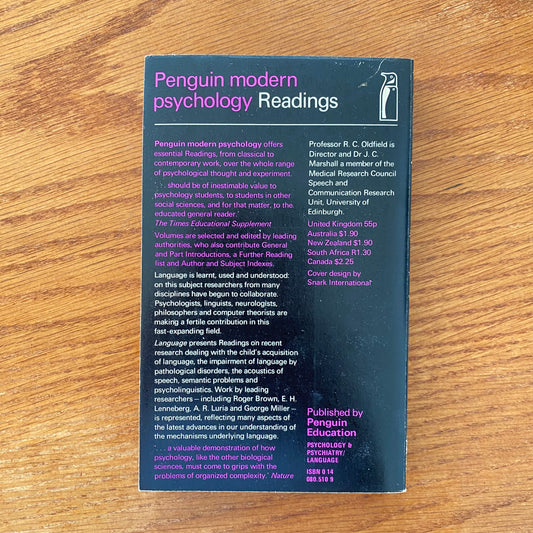 Penguin modern
psychology Readings
Penguin modern psychology offers
essential Readings, from classical to
contemporary work, over the whole range
of psychological thought and experiment.
'. . . should be of inestimable value to
psychology students, to students in other
social sciences, and for that matter, to the
educated general reader.'
The Times Educational Supplement
Volumes are selected and edited by leading
authorities, who also contribute General
and Part Introductions, a Further Reading
list and Author and Subject Indexes.
Language is learnt, used and understood:
on this subject researchers from many
disciplines have begun to collaborate.
Psychologists, linguists, neurologists,
philosophers and computer theorists are
making a fertile contribution in this
fast-expanding field.
Language presents Readings on recent
research dealing with the child's acquisition
of language, the impairment of language by
pathological disorders, the acoustics of
speech, semantic problems and
psycholinguistics. Work by leading
researchers – including Roger Brown, E. H.
Lenneberg, A. R. Luria and George Miller –
is represented, reflecting many aspects of
the latest advances in our understanding of
the mechanisms underlying language.
'. . . a valuable demonstration of how
psychology, like the other biological
sciences, must come to grips with the
problems of organized complexity.' Nature
Professor R. C. Oldfield is
Director and Dr J. C.
Marshall a member of the
Medical Research Council
Speech and
Communication Research
Unit, University of
Edinburgh.
United Kingdom 55p
Australia $1.90
New Zealand $1.90
South Africa R1.30
Canada $2.25
Cover design by
Snark International
Published by
Penguin
Education
PSYCHOLOGY &
PSYCHIATRY/
LANGUAGE
ISBN 0 14
080.510 9